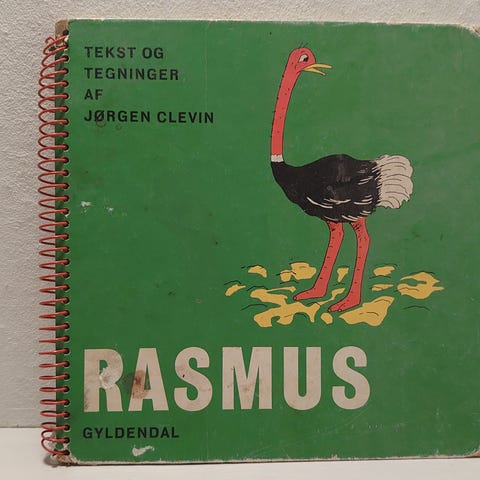 TEKST OG
TEGNINGER
AF
JØRGEN CLEVIN
RASMUS
GYLDENDAL